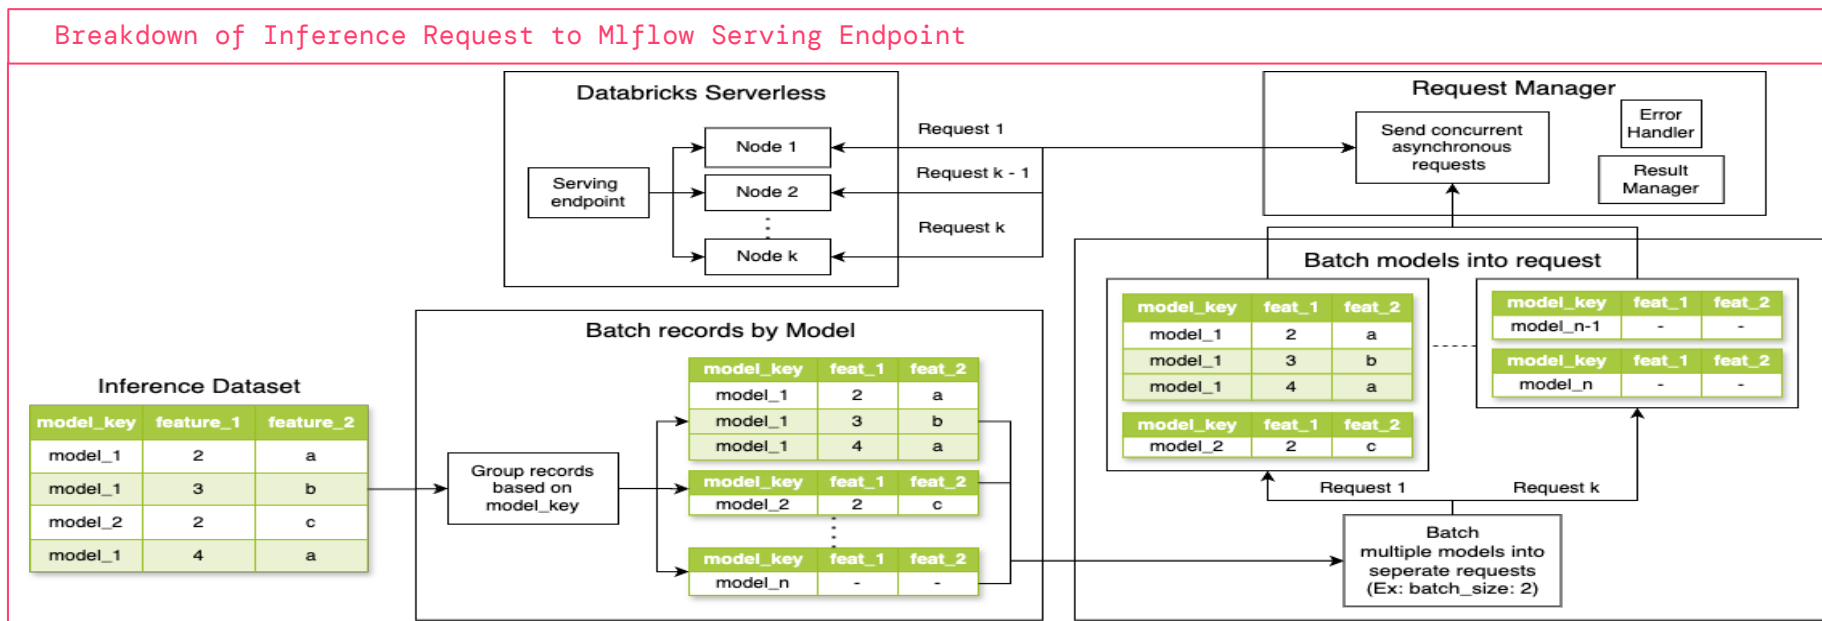 Breakdown of Inference Request to Mlflow Serving Endpoint
Databricks Serverless
Serving
endpoint
Node 1
Node 2
Node k
Request 1
Request k - 1
Request k
Request Manager
Send concurrent
asynchronous
requests
Error
Handler
Result
Manager
Inference Dataset
model_key feature_1 feature_2
model_1 2 a
model_1 3 b
model_2 2 c
model_1 4 a
Batch records by Model
Group records
based on
model_key
model_key feat_1 feat_2
model_1 2 a
model_1 3 b
model_1 4 a
model_key feat_1 feat_2
model_2 2 c
model_key feat_1 feat_2
model_n - -
Batch models into request
model_key feat_1 feat_2
model_1 2 a
model_1 3 b
model_1 4 a
model_key feat_1 feat_2
model_2 2 c
model_key feat_1 feat_2
model_n-1 - -
model_key feat_1 feat_2
model_n - -
Request 1
Request k
Batch
multiple models into
seperate requests
(Ex: batch_size: 2)